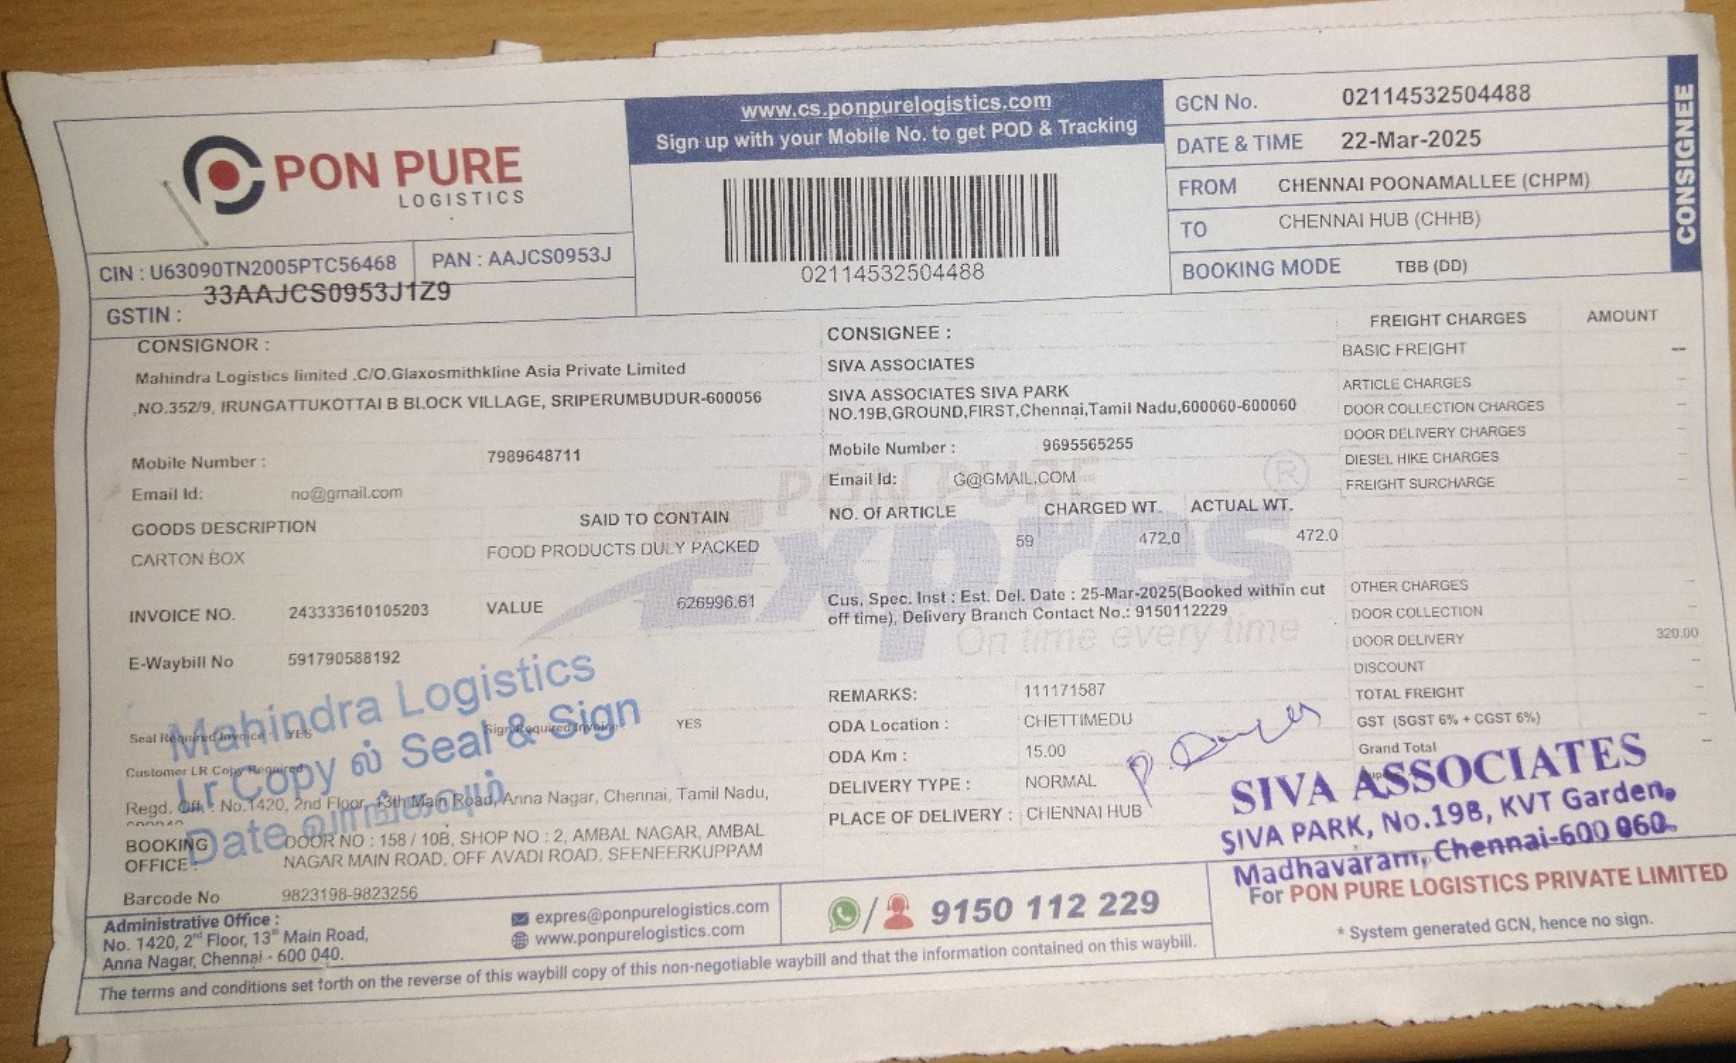 PON PURE
LOGISTICS
CIN : U63090TN2005PTC56468
PAN : AAJCS0953J
GSTIN : 33AAJCS0953J1Z9
www.cs.ponpurelogistics.com
Sign up with your Mobile No. to get POD & Tracking
02114532504488
GCN No. 02114532504488
DATE & TIME 22-Mar-2025
FROM CHENNAI POONAMALLEE (CHPM)
TO CHENNAI HUB (CHHB)
BOOKING MODE TBB (DD)
CONSIGNEE
CONSIGNOR :
Mahindra Logistics limited .C/O.Glaxosmithkline Asia Private Limited
,NO.352/9, IRUNGATTUKOTTAI B BLOCK VILLAGE, SRIPERUMBUDUR-600056
Mobile Number : 7989648711
Email Id: no@gmail.com
GOODS DESCRIPTION SAID TO CONTAIN
CARTON BOX FOOD PRODUCTS DULY PACKED
INVOICE NO. 243333610105203 VALUE 626996.61
E-Waybill No 591790588192
Seal Required Invoice : YES Sign Required Invoice YES
Customer LR Copy Required
Regd. Off. : No.1420, 2nd Floor, 13th Main Road, Anna Nagar, Chennai, Tamil Nadu,
BOOKING OFFICE : DOOR NO : 158 / 10B, SHOP NO : 2, AMBAL NAGAR, AMBAL
NAGAR MAIN ROAD, OFF AVADI ROAD, SEENEERKUPPAM
Barcode No 9823198-9823256
Mahindra Logistics
Lr Copy ல் Seal & Sign
Date வாங்கவும்
CONSIGNEE :
SIVA ASSOCIATES
SIVA ASSOCIATES SIVA PARK
NO.19B,GROUND,FIRST,Chennai,Tamil Nadu,600060-600060
Mobile Number : 9695565255
Email Id: G@GMAIL.COM
NO. Of ARTICLE CHARGED WT. ACTUAL WT.
59 472.0 472.0
PON PURE
Expres ®
On time every time
Cus. Spec. Inst : Est. Del. Date : 25-Mar-2025(Booked within cut
off time), Delivery Branch Contact No.: 9150112229
REMARKS: 111171587
ODA Location : CHETTIMEDU
ODA Km : 15.00
DELIVERY TYPE : NORMAL
PLACE OF DELIVERY : CHENNAI HUB
FREIGHT CHARGES AMOUNT
BASIC FREIGHT --
ARTICLE CHARGES -
DOOR COLLECTION CHARGES -
DOOR DELIVERY CHARGES -
DIESEL HIKE CHARGES -
FREIGHT SURCHARGE -
OTHER CHARGES -
DOOR COLLECTION -
DOOR DELIVERY 320.00
DISCOUNT -
TOTAL FREIGHT -
GST (SGST 6% + CGST 6%)
Grand Total -
SIVA ASSOCIATES
SIVA PARK, No.19B, KVT Garden,
Madhavaram, Chennai-600 060.
For PON PURE LOGISTICS PRIVATE LIMITED
* System generated GCN, hence no sign.
Administrative Office :
No. 1420, 2nd Floor, 13th Main Road,
Anna Nagar, Chennai - 600 040.
expres@ponpurelogistics.com
www.ponpurelogistics.com
/ 9150 112 229
The terms and conditions set forth on the reverse of this waybill copy of this non-negotiable waybill and that the information contained on this waybill.